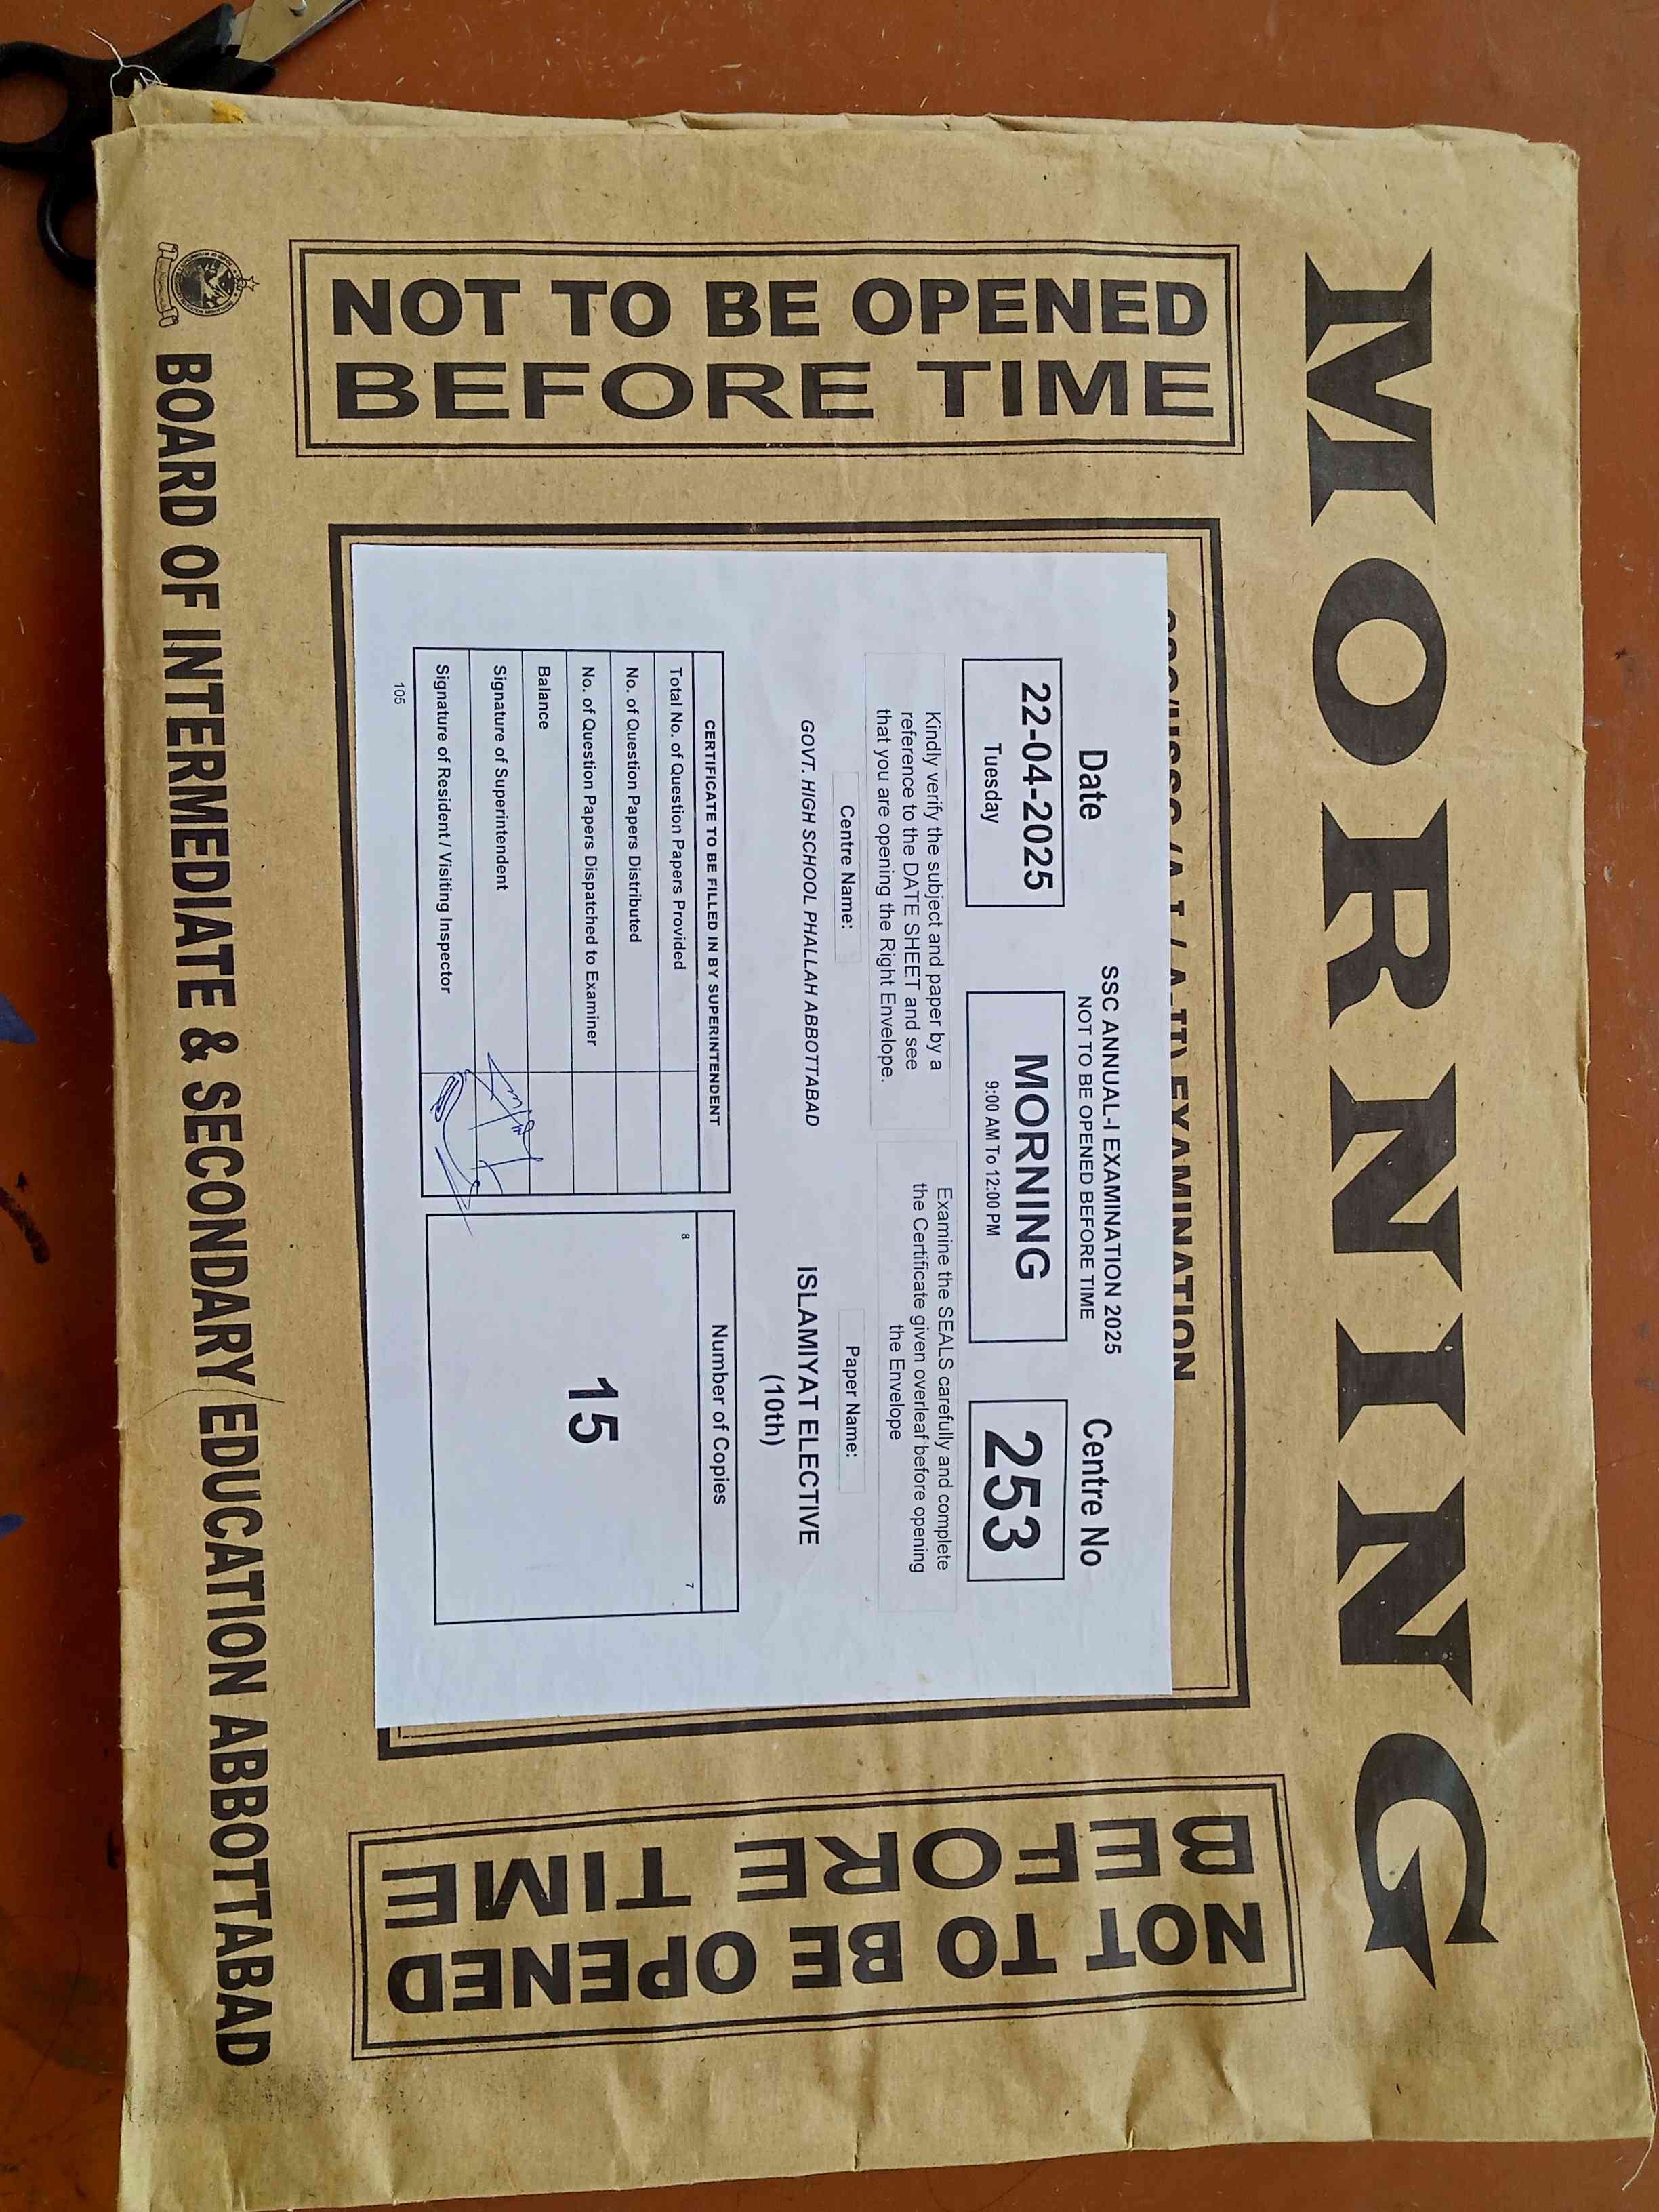 MORNING
NOT TO BE OPENED
BEFORE TIME
EXAMINATION
Date
SSC ANNUAL-I EXAMINATION 2025
NOT TO BE OPENED BEFORE TIME
Centre No
22-04-2025
Tuesday
MORNING
9:00 AM To 12:00 PM
253
Kindly verify the subject and paper by a
reference to the DATE SHEET and see
that you are opening the Right Envelope.
Examine the SEALS carefully and complete
the Certificate given overleaf before opening
the Envelope
Centre Name:
Paper Name:
GOVT. HIGH SCHOOL PHALLAH ABBOTTABAD
ISLAMIYAT ELECTIVE
(10th)
CERTIFICATE TO BE FILLED IN BY SUPERINTENDENT
Total No. of Question Papers Provided
No. of Question Papers Distributed
No. of Question Papers Dispatched to Examiner
Balance
Signature of Superintendent
Signature of Resident / Visiting Inspector
Number of Copies
8
7
15
105
NOT TO BE OPENED
BEFORE TIME
BOARD OF INTERMEDIATE & SECONDARY EDUCATION ABBOTTABAD